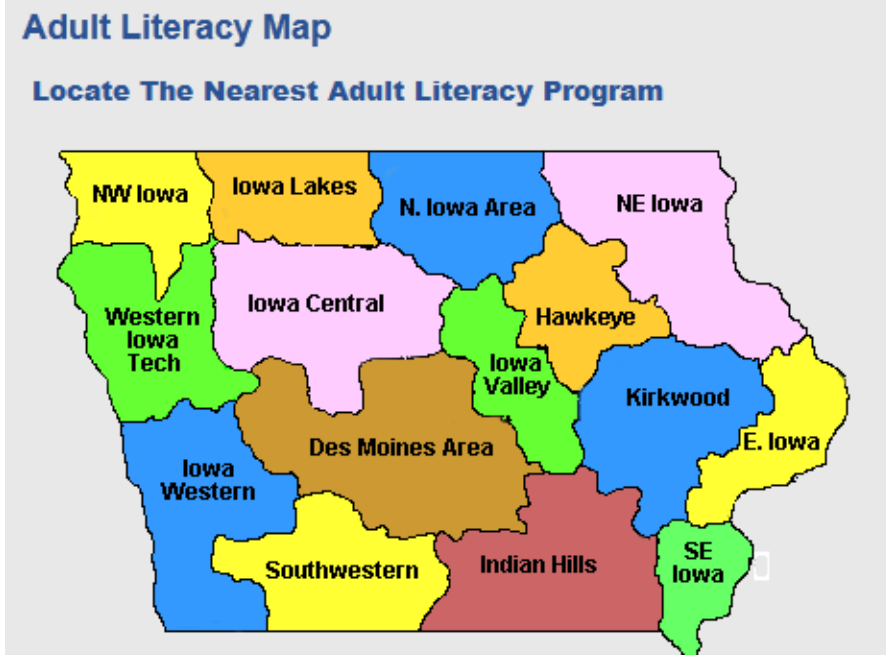 Adult Literacy Map
Locate The Nearest Adult Literacy Program
NW Iowa
Iowa Lakes
N. Iowa Area
NE Iowa
Western
Iowa
Tech
Iowa Central
Iowa
Valley
Hawkeye
Kirkwood
E. Iowa
Des Moines Area
Iowa
Western
Southwestern
Indian Hills
SE
Iowa